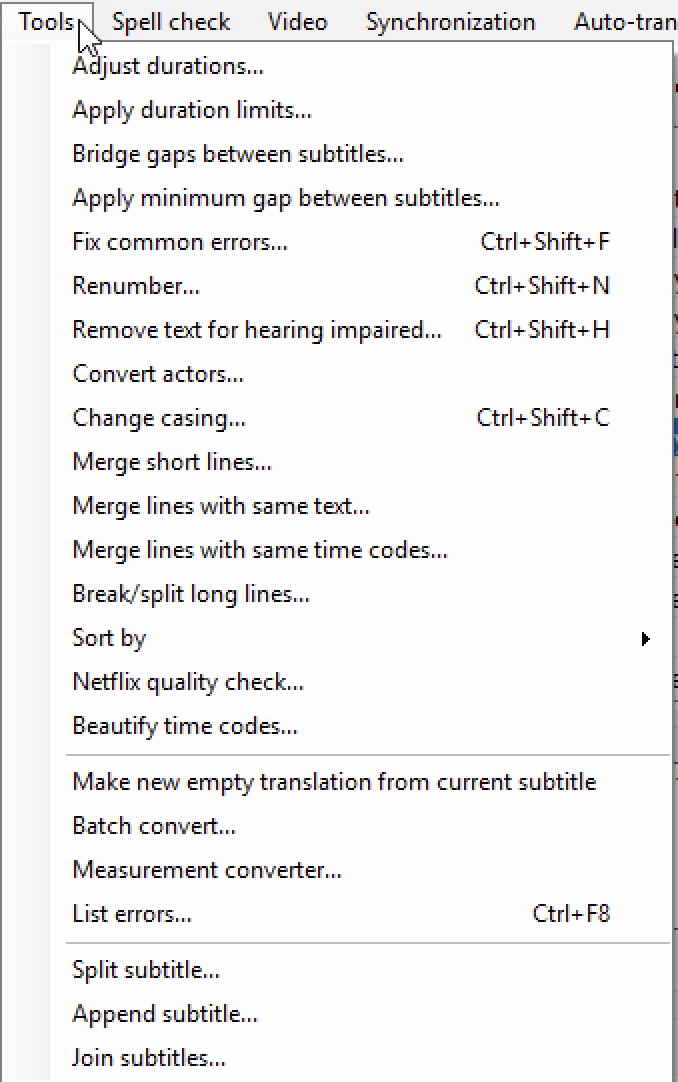 Tools Spell check Video Synchronization Auto-tran
Adjust durations...
Apply duration limits...
Bridge gaps between subtitles...
Apply minimum gap between subtitles...
Fix common errors... Ctrl+Shift+F
Renumber... Ctrl+Shift+N
Remove text for hearing impaired... Ctrl+Shift+H
Convert actors...
Change casing... Ctrl+Shift+C
Merge short lines...
Merge lines with same text...
Merge lines with same time codes...
Break/split long lines...
Sort by
Netflix quality check...
Beautify time codes...
Make new empty translation from current subtitle
Batch convert...
Measurement converter...
List errors... Ctrl+F8
Split subtitle...
Append subtitle...
Join subtitles...